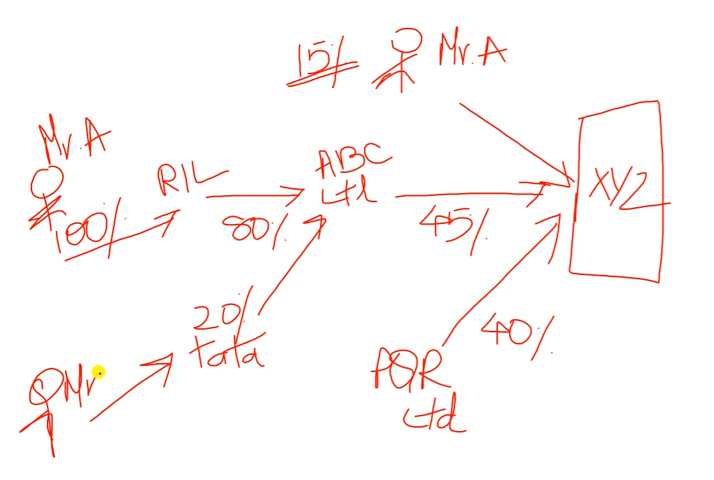 15%
Mr. A
Mr. A
100%
RIL
80%
ABC
Ltd
45%
XYZ
20%
tata
Mr
40%
PQR
Ltd